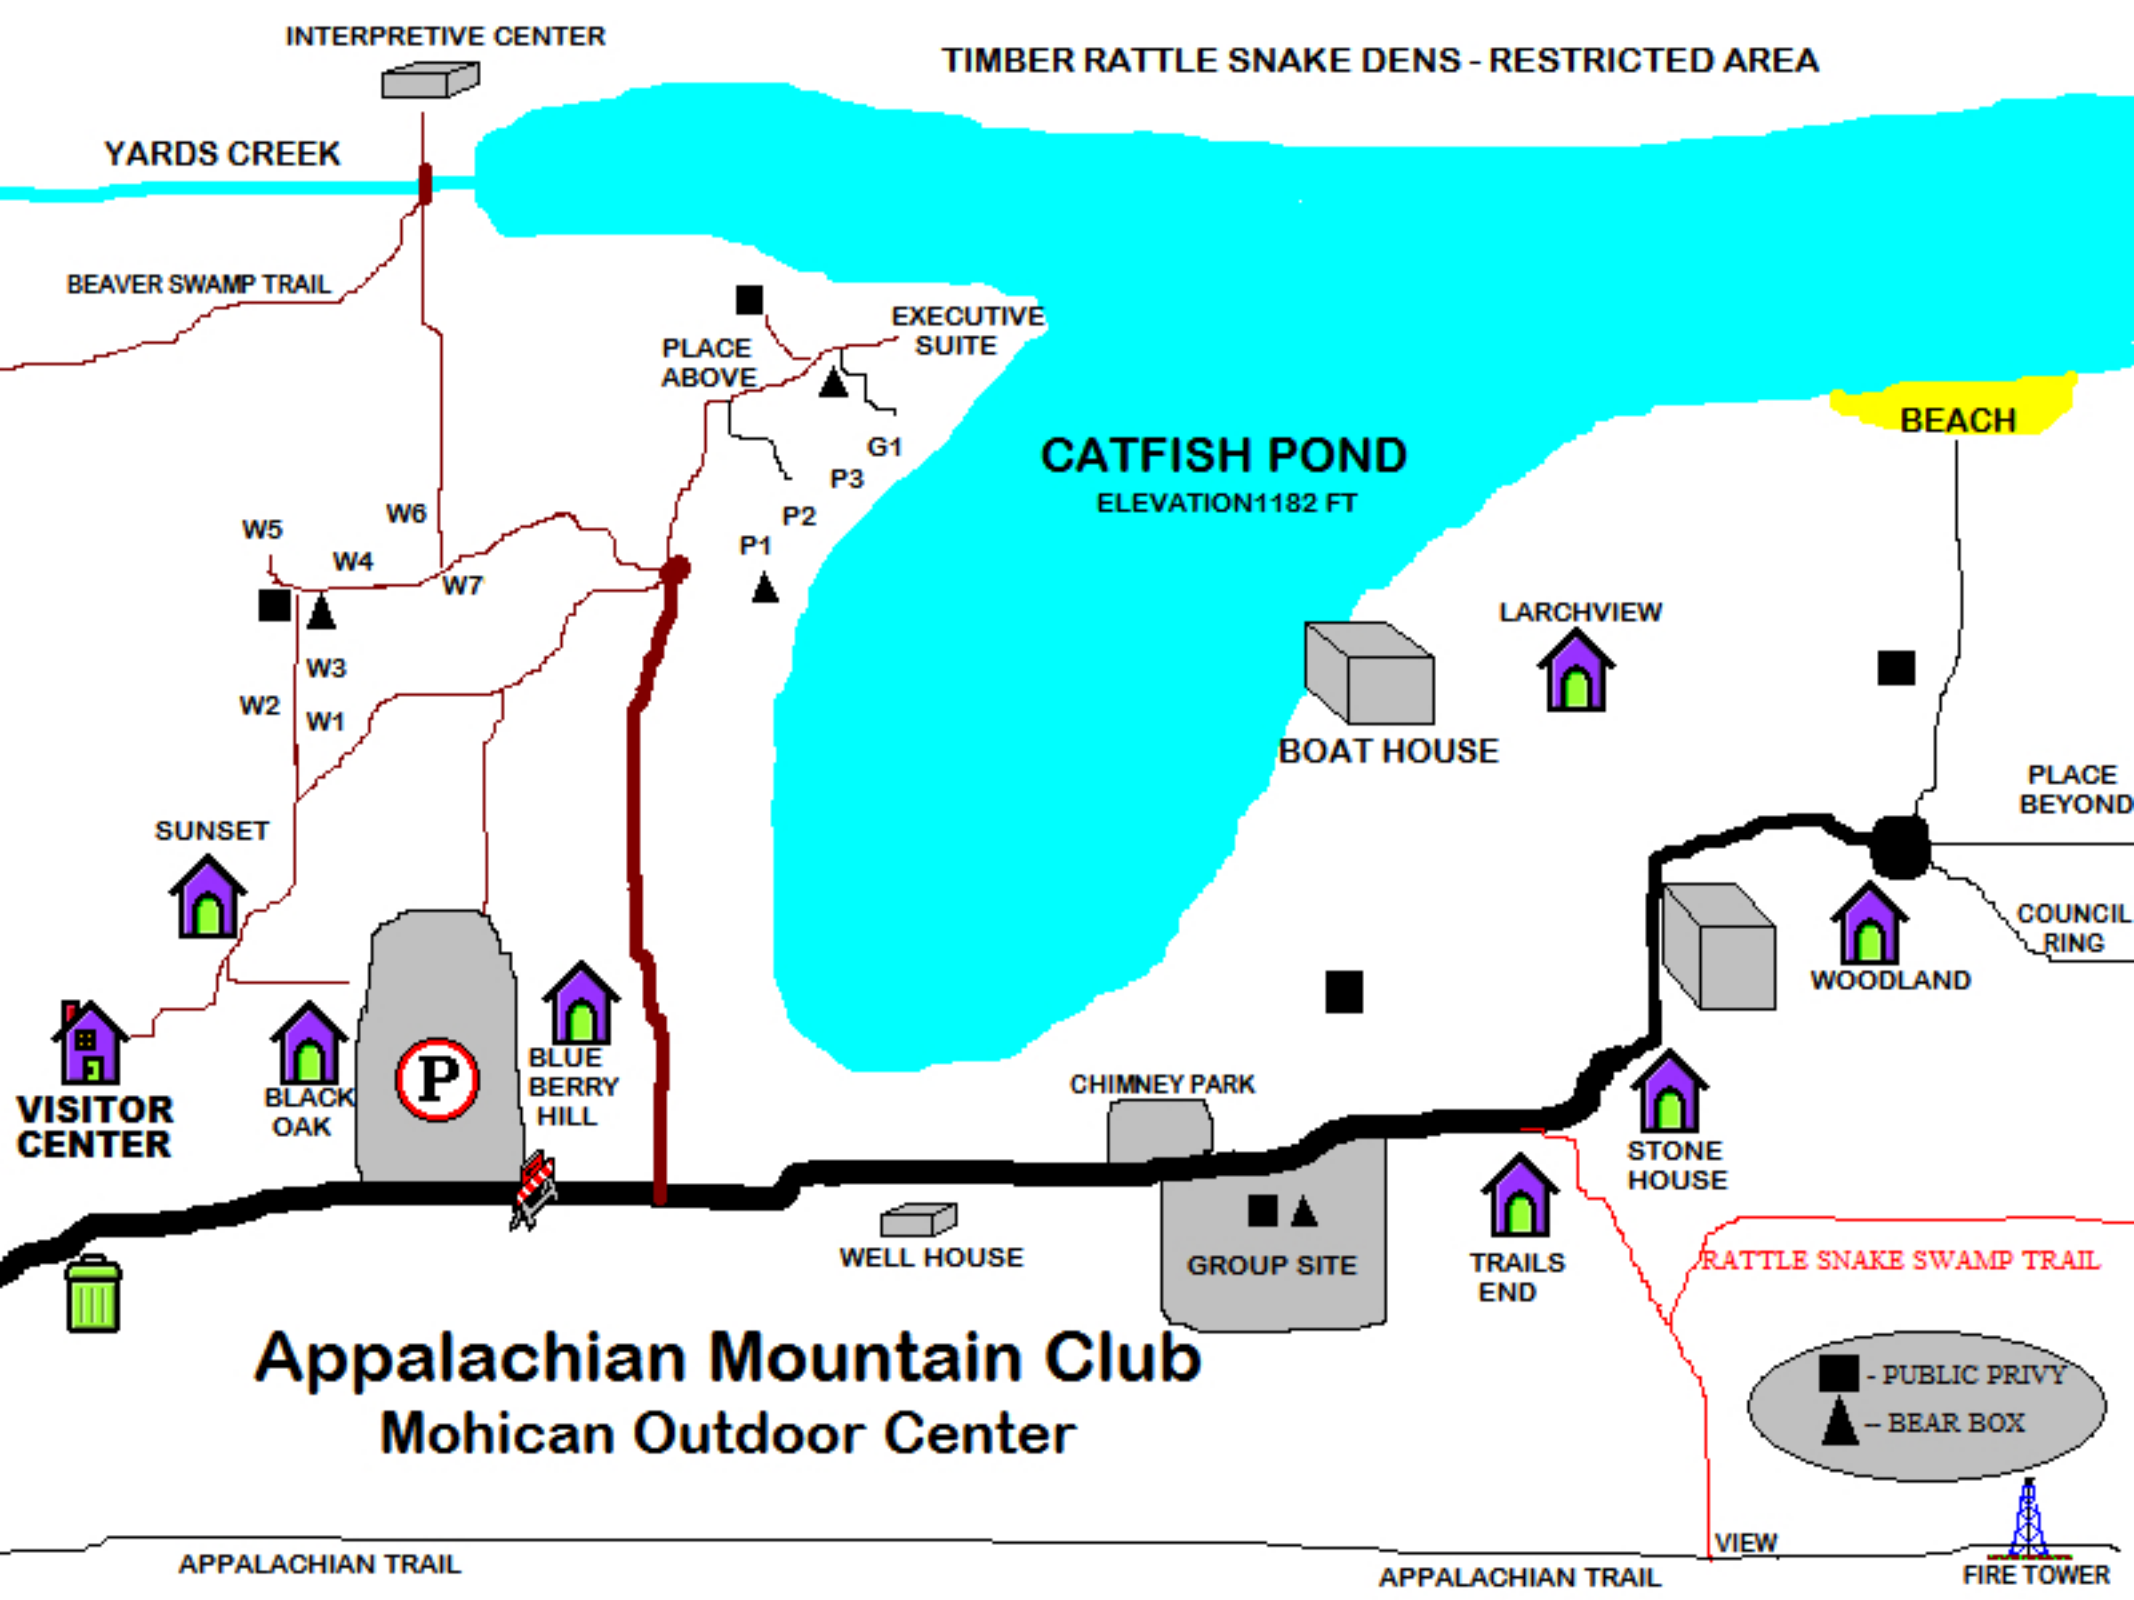 INTERPRETIVE CENTER
TIMBER RATTLE SNAKE DENS - RESTRICTED AREA
YARDS CREEK
BEAVER SWAMP TRAIL
EXECUTIVE
SUITE
PLACE
ABOVE
BEACH
G1
CATFISH POND
ELEVATION1182 FT
P3
P2
P1
W6
W5
W4
W7
W3
W2
W1
LARCHVIEW
BOAT HOUSE
PLACE
BEYOND
SUNSET
COUNCIL
RING
WOODLAND
BLUE
BERRY
HILL
P
BLACK
OAK
VISITOR
CENTER
CHIMNEY PARK
STONE
HOUSE
WELL HOUSE
GROUP SITE
TRAILS
END
RATTLE SNAKE SWAMP TRAIL
Appalachian Mountain Club
Mohican Outdoor Center
- PUBLIC PRIVY
– BEAR BOX
VIEW
APPALACHIAN TRAIL
APPALACHIAN TRAIL
FIRE TOWER